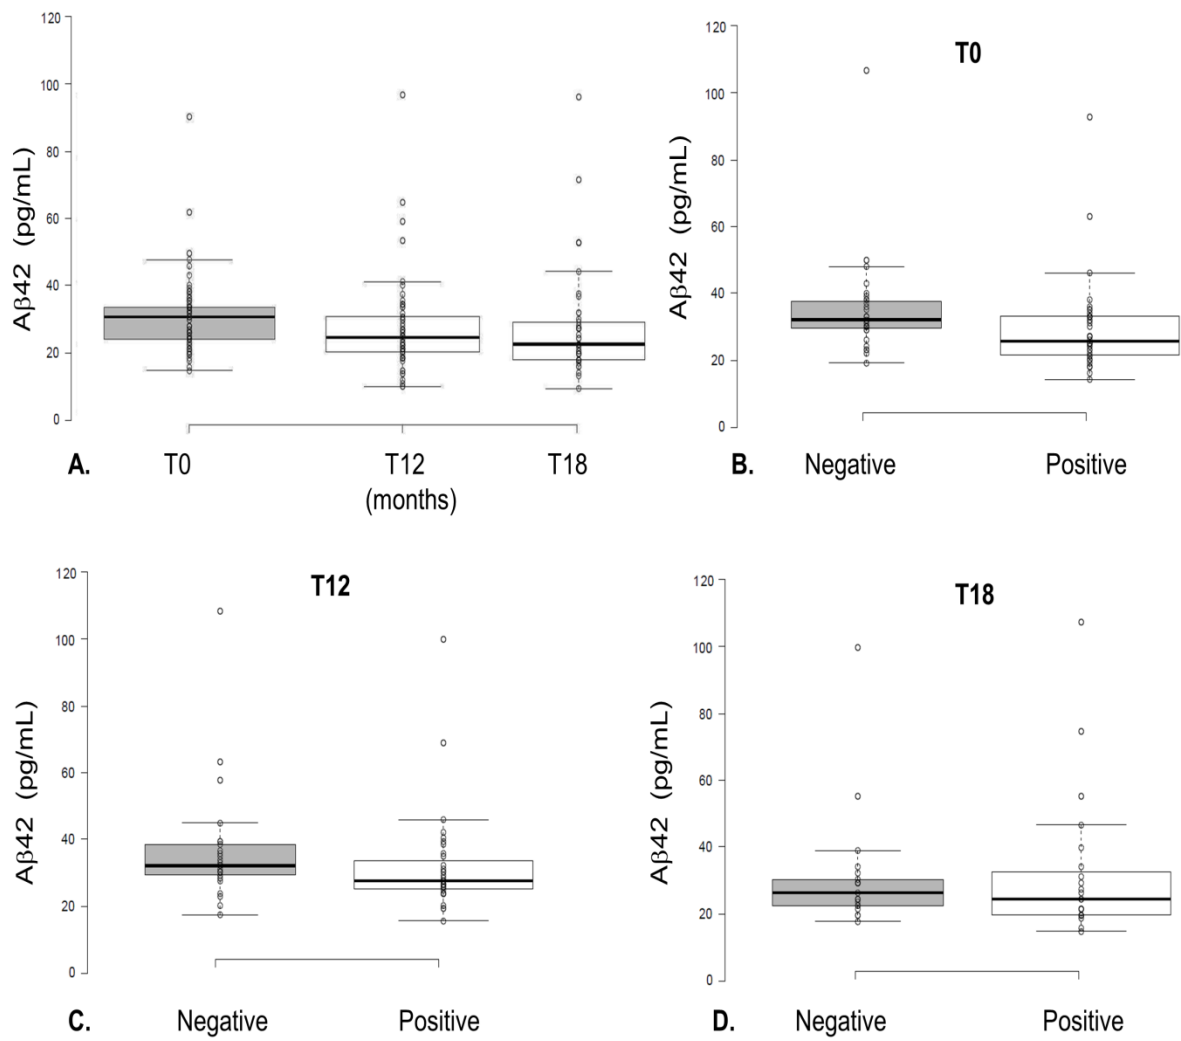 120
100
80
60
40
20
0
Aβ42 (pg/mL)
A.
T0
T12
T18
(months)
T0
120
100
80
60
40
20
0
Aβ42 (pg/mL)
B.
Negative
Positive
T12
120
100
80
60
40
20
0
Aβ42 (pg/mL)
C.
Negative
Positive
T18
120
100
80
60
40
20
0
Aβ42 (pg/mL)
D.
Negative
Positive